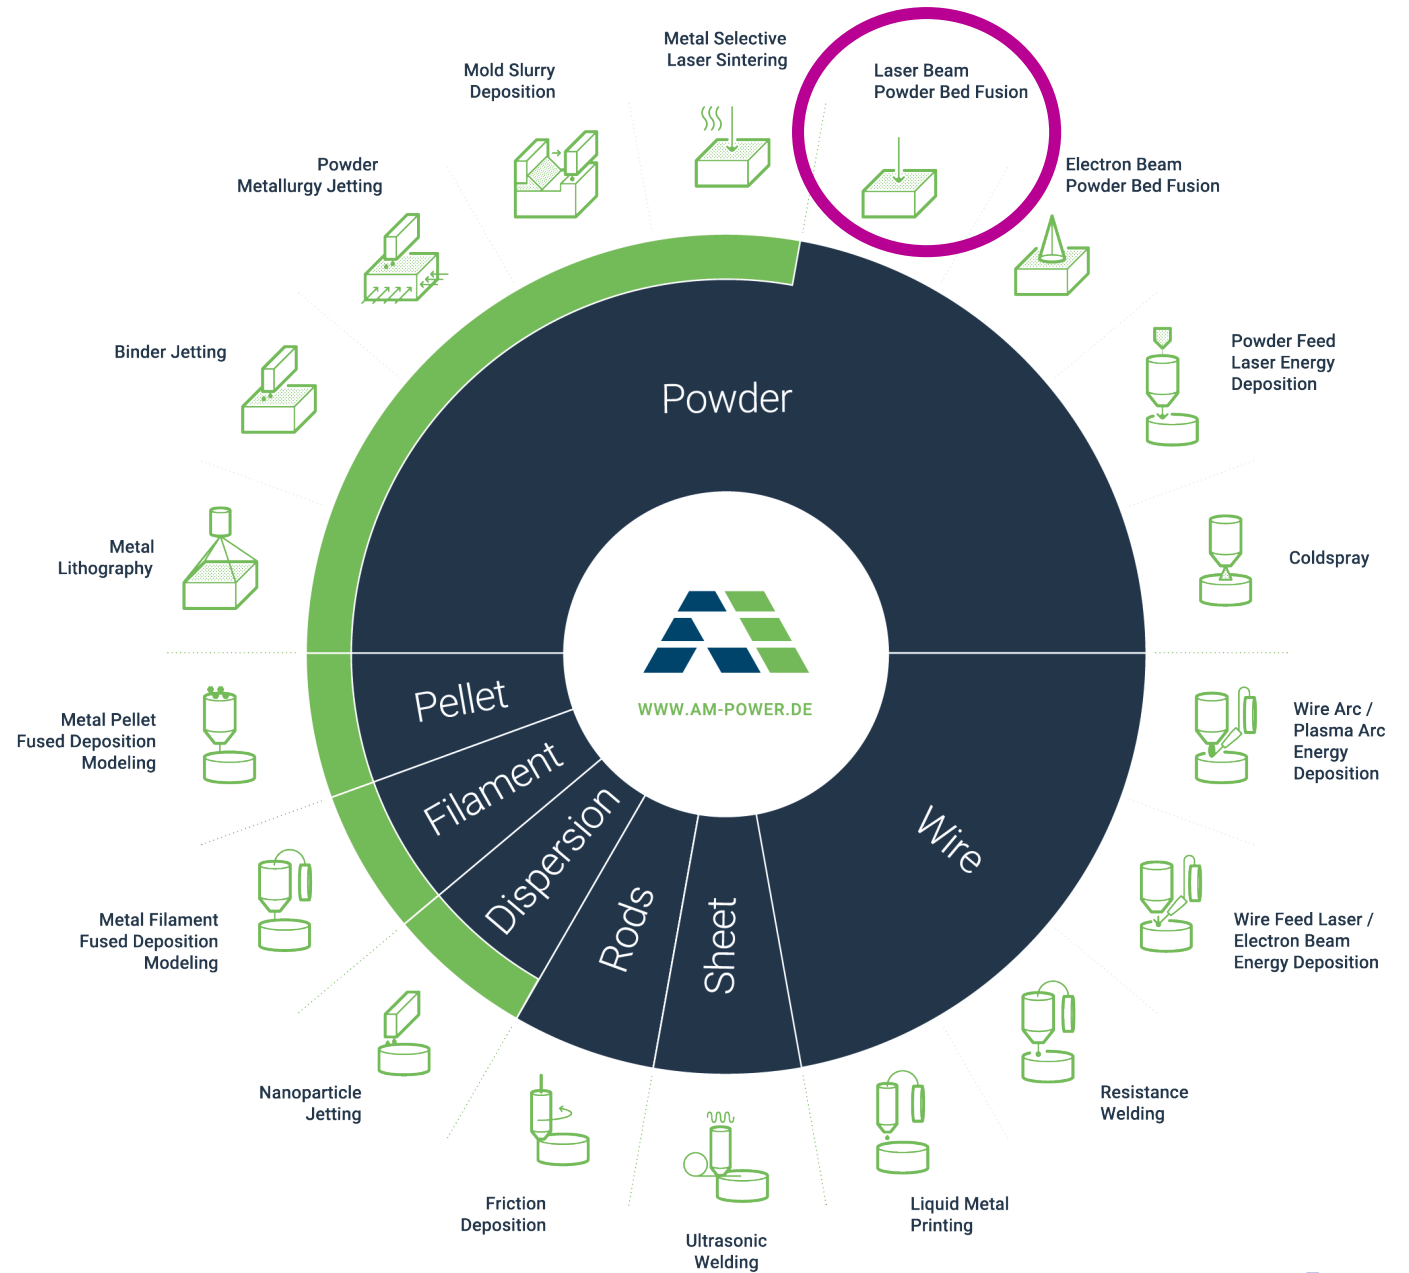 Metal Selective
Laser Sintering
Laser Beam
Powder Bed Fusion
Mold Slurry
Deposition
Electron Beam
Powder Bed Fusion
Powder
Metallurgy Jetting
Powder Feed
Laser Energy
Deposition
Binder Jetting
Coldspray
Metal
Lithography
Wire Arc /
Plasma Arc
Energy
Deposition
Metal Pellet
Fused Deposition
Modeling
Wire Feed Laser /
Electron Beam
Energy Deposition
Metal Filament
Fused Deposition
Modeling
Resistance
Welding
Nanoparticle
Jetting
Liquid Metal
Printing
Friction
Deposition
Ultrasonic
Welding
Powder
Pellet
Filament
Dispersion
Rods
Sheet
Wire
WWW.AM-POWER.DE